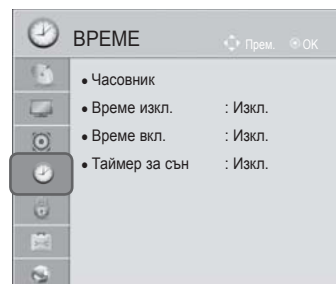 ВРЕМЕ Прем. OK
• Часовник
• Време изкл. : Изкл.
• Време вкл. : Изкл.
• Таймер за сън : Изкл.